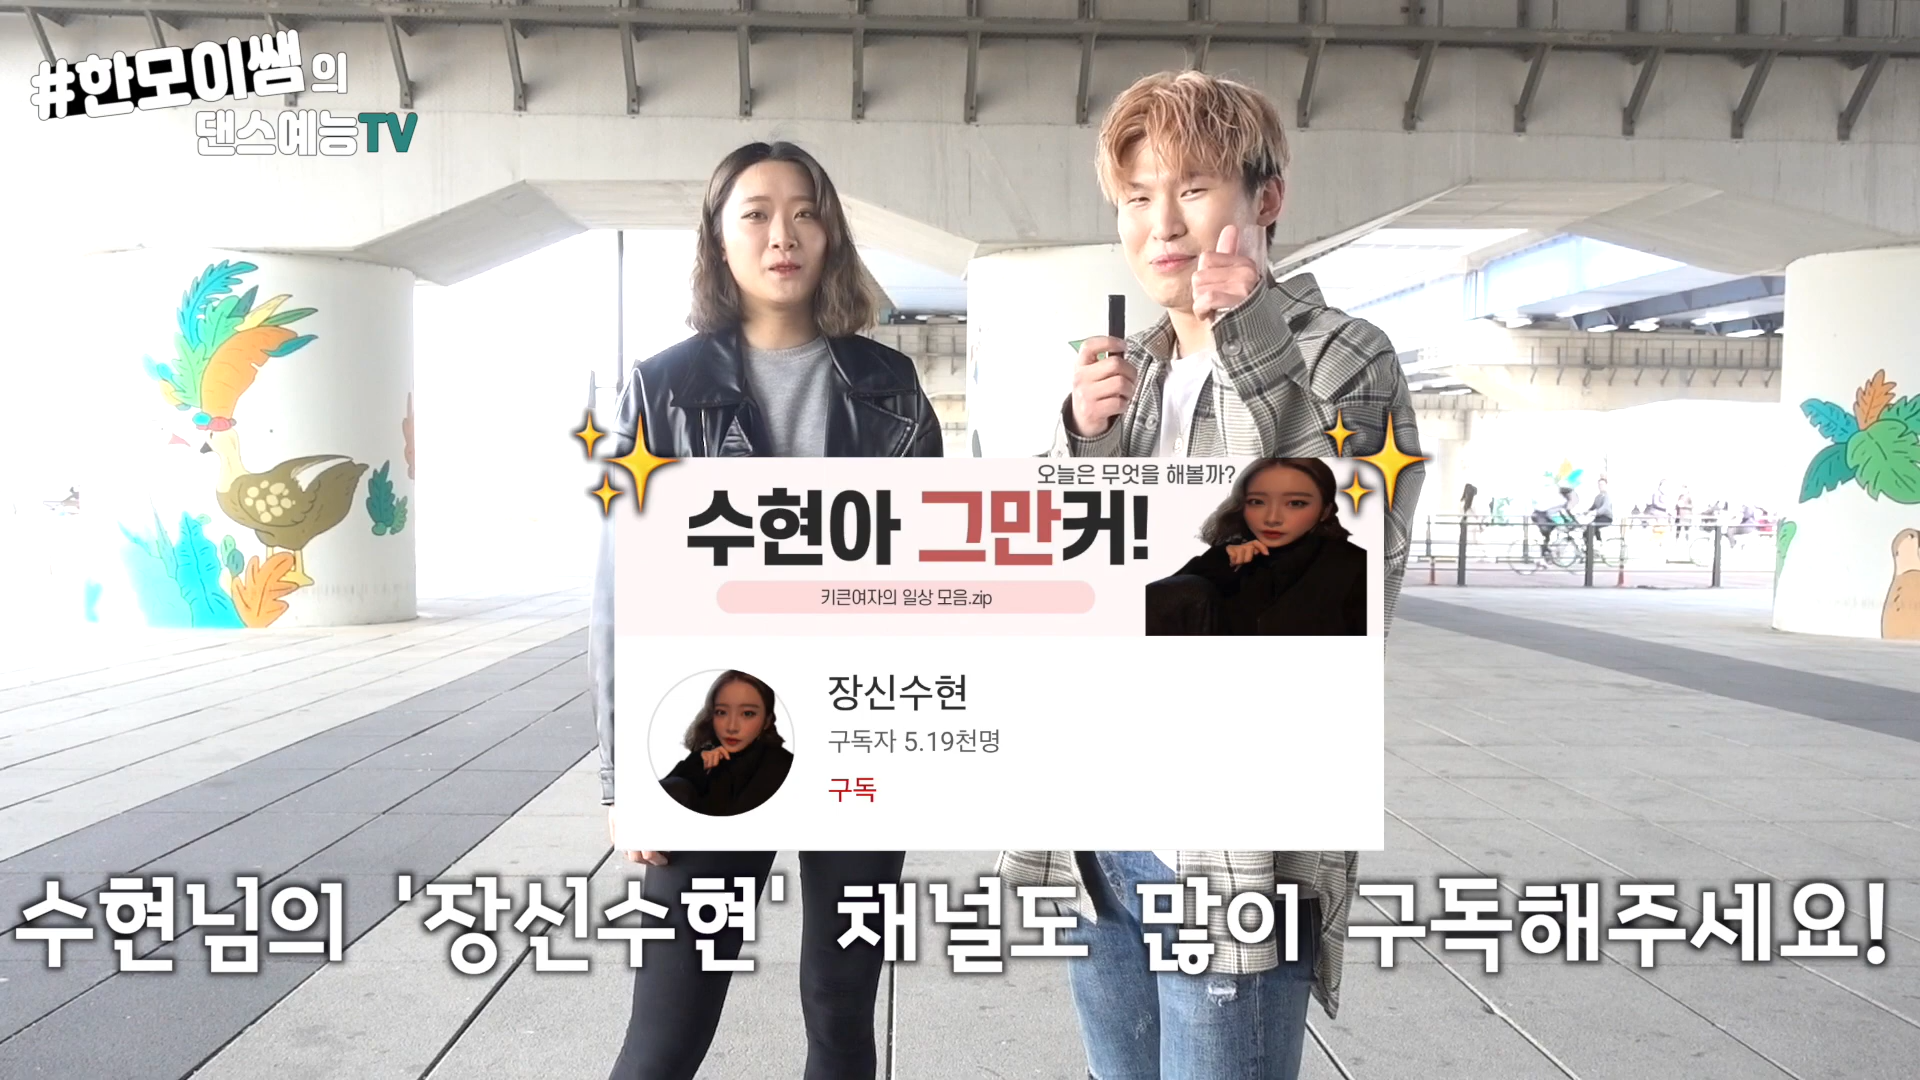 #한모이쌤의
댄스예능TV
오늘은 무엇을 해볼까?
수현아 그만커!
키큰여자의 일상 모음.zip
장신수현
구독자 5.19천명
구독
수현님의 '장신수현' 채널도 많이 구독해주세요!